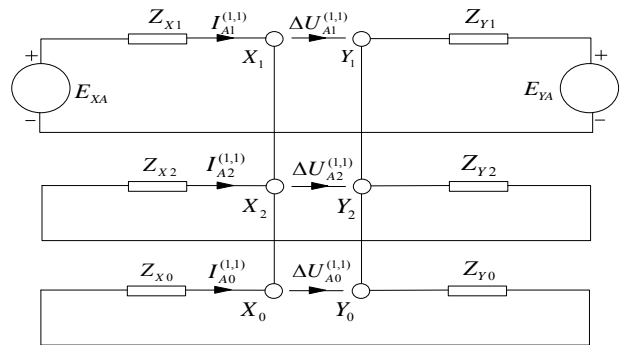 Z_{X1} I_{A1}^{(1,1)} ΔU_{A1}^{(1,1)} Z_{Y1}
+ X_1 Y_1 +
E_{XA} E_{YA}
− −
Z_{X2} I_{A2}^{(1,1)} ΔU_{A2}^{(1,1)} Z_{Y2}
X_2 Y_2
Z_{X0} I_{A0}^{(1,1)} ΔU_{A0}^{(1,1)} Z_{Y0}
X_0 Y_0